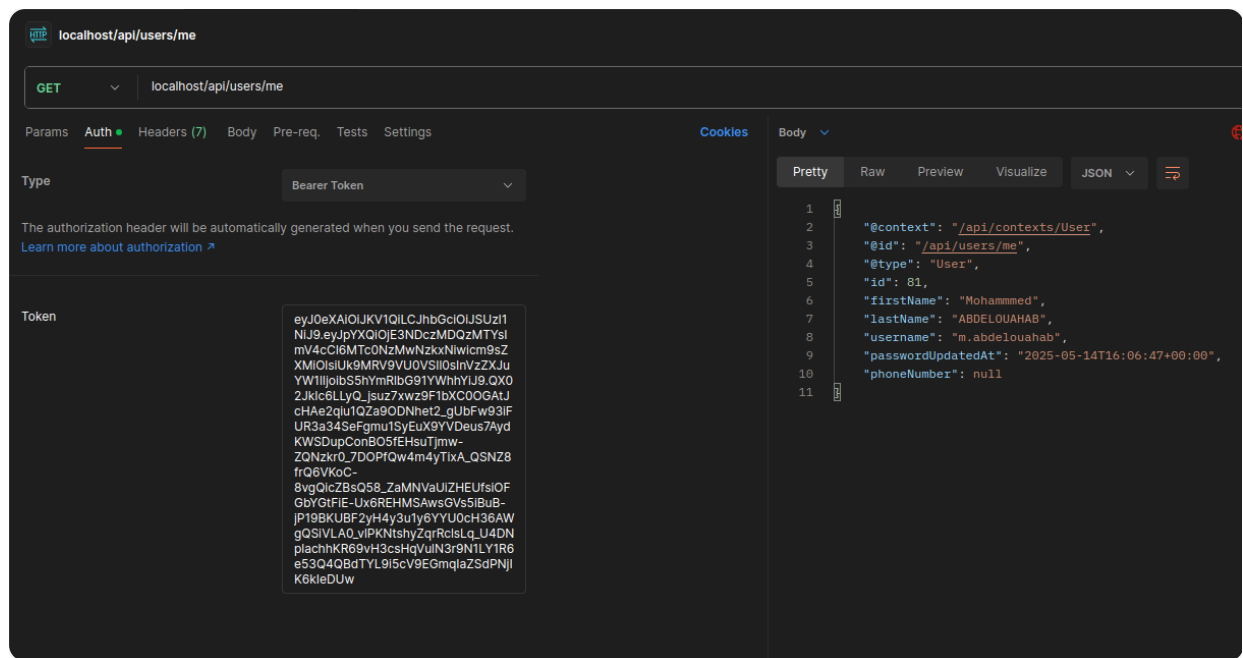 HTTP localhost/api/users/me
GET localhost/api/users/me
Params Auth Headers (7) Body Pre-req. Tests Settings Cookies
Type
Bearer Token
The authorization header will be automatically generated when you send the request.
Learn more about authorization ↗
Token
eyJ0eXAiOiJKV1QiLCJhbGciOiJSUzI1
NiJ9.eyJpYXQiOjE3NDczMDQzMTYsI
mV4cCI6MTc0NzMwNzkxNiwicm9sZ
XMiOlsiUk9MRV9VU0VSIl0sInVzZXJu
YW1lIjoibS5hYmRlbG91YWhhYiJ9.QX0
2JkIc6LLyQ_jsuz7xwz9F1bXC0OGAtJ
cHAe2qiu1QZa9ODNhet2_gUbFw93iF
UR3a34SeFgmu1SyEuX9YVDeus7Ayd
KWSDupConBO5fEHsuTjmw-
ZQNzkr0_7DOPfQw4m4yTixA_QSNZ8
frQ6VKoC-
8vgQicZBsQ58_ZaMNVaUiZHEUfsiOF
GbYGtFiE-Ux6REHMSAwsGVs5iBuB-
jP19BKUBF2yH4y3u1y6YYU0cH36AW
gQSiVLA0_vlPKNtshyZqrRclsLq_U4DN
plachhKR69vH3csHqVulN3r9N1LY1R6
e53Q4QBdTYL9i5cV9EGmqlaZSdPNjl
K6kleDUw
Body
Pretty Raw Preview Visualize JSON
1 {
2 "@context": "/api/contexts/User",
3 "@id": "/api/users/me",
4 "@type": "User",
5 "id": 81,
6 "firstName": "Mohammmed",
7 "lastName": "ABDELOUAHAB",
8 "username": "m.abdelouahab",
9 "passwordUpdatedAt": "2025-05-14T16:06:47+00:00",
10 "phoneNumber": null
11 }